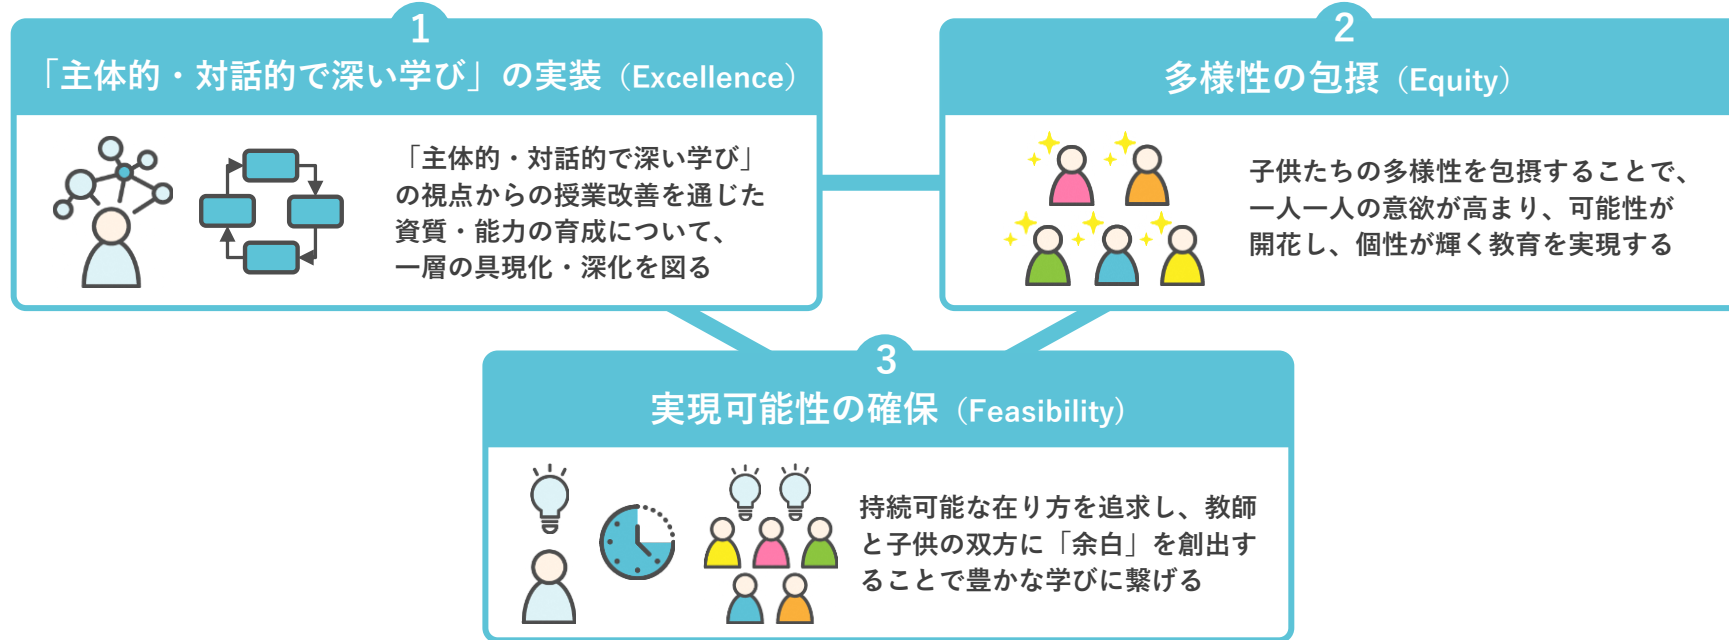 1
「主体的・対話的で深い学び」の実装（Excellence）
「主体的・対話的で深い学び」
の視点からの授業改善を通じた
資質・能力の育成について、
一層の具現化・深化を図る
2
多様性の包摂（Equity）
子供たちの多様性を包摂することで、
一人一人の意欲が高まり、可能性が
開花し、個性が輝く教育を実現する
3
実現可能性の確保（Feasibility）
持続可能な在り方を追求し、教師
と子供の双方に「余白」を創出す
ることで豊かな学びに繋げる